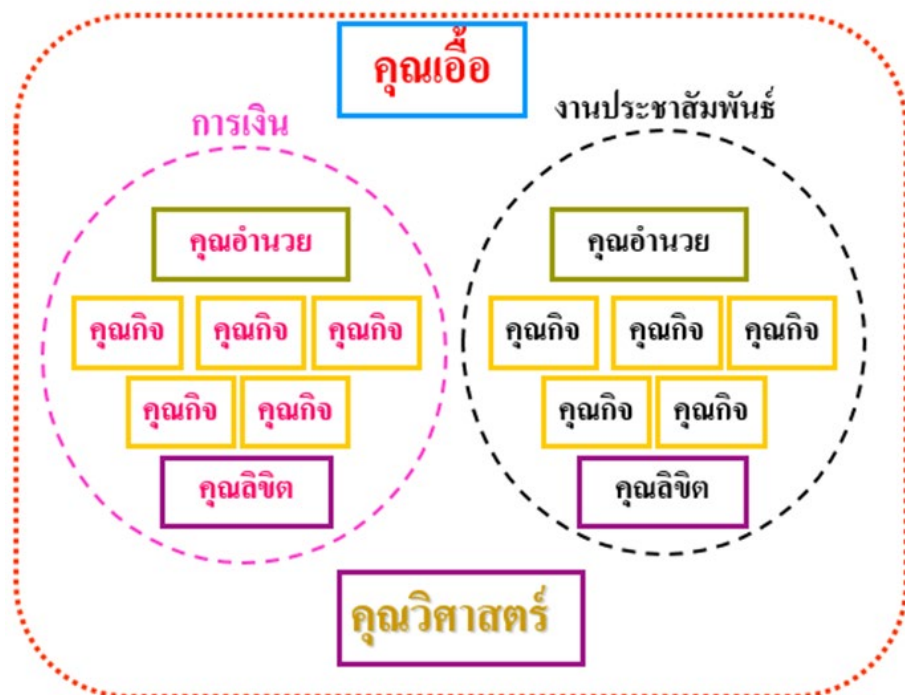 คุณเอื้อ
การเงิน
งานประชาสัมพันธ์
คุณอำนวย
คุณกิจ คุณกิจ คุณกิจ
คุณกิจ คุณกิจ
คุณลิขิต
คุณอำนวย
คุณกิจ คุณกิจ คุณกิจ
คุณกิจ คุณกิจ
คุณลิขิต
คุณวิศาสตร์